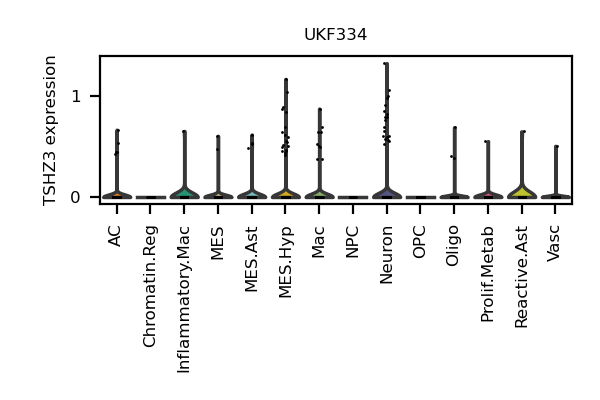 UKF334
TSHZ3 expression
1
0
AC
Chromatin.Reg
Inflammatory.Mac
MES
MES.Ast
MES.Hyp
Mac
NPC
Neuron
OPC
Oligo
Prolif.Metab
Reactive.Ast
Vasc